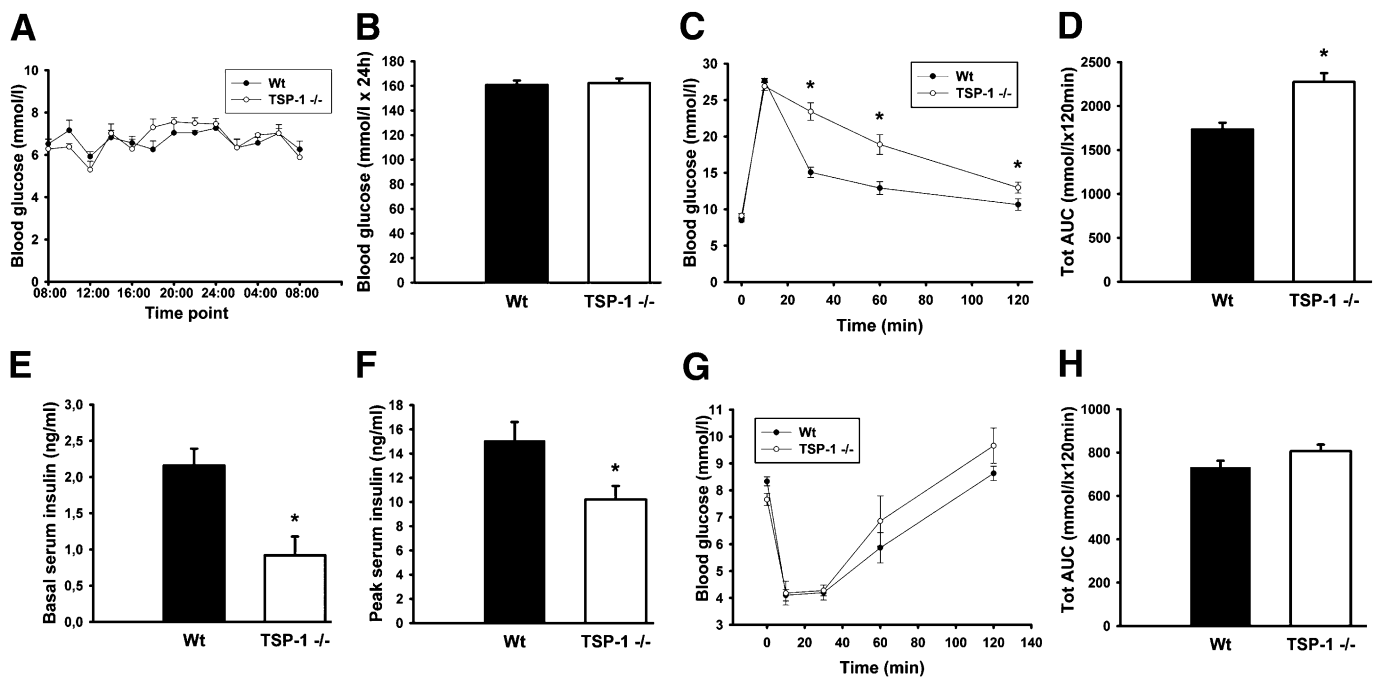 A
Blood glucose (mmol/l)
10
8
6
4
2
0
Wt
TSP-1 -/-
08:00 12:00 16:00 20:00 24:00 04:00 08:00
Time point
B
Blood glucose (mmol/l x 24h)
180
160
140
120
100
80
60
40
20
0
Wt TSP-1 -/-
C
Blood glucose (mmol/l)
30
25
20
15
10
5
0
Wt
TSP-1 -/-
*
*
*
0 20 40 60 80 100 120
Time (min)
D
Tot AUC (mmol/lx120min)
2500
2000
1500
1000
500
0
*
Wt TSP-1 -/-
E
Basal serum insulin (ng/ml)
3,0
2,5
2,0
1,5
1,0
0,5
0,0
*
Wt TSP-1 -/-
F
Peak serum insulin (ng/ml)
18
16
14
12
10
8
6
4
2
0
*
Wt TSP-1 -/-
G
Blood glucose (mmol/l)
11
10
9
8
7
6
5
4
3
Wt
TSP-1 -/-
0 20 40 60 80 100 120 140
Time (min)
H
Tot AUC (mmol/lx120min)
1000
800
600
400
200
0
Wt TSP-1 -/-